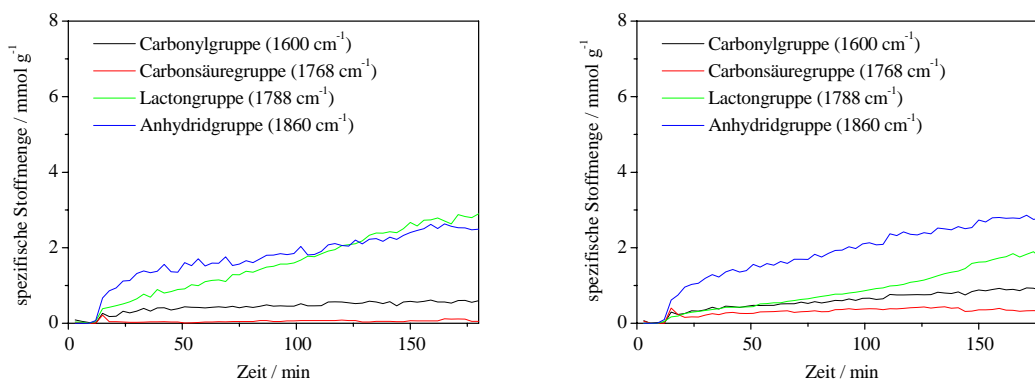 spezifische Stoffmenge / mmol g⁻¹
8
6
4
2
0
Carbonylgruppe (1600 cm⁻¹)
Carbonsäuregruppe (1768 cm⁻¹)
Lactongruppe (1788 cm⁻¹)
Anhydridgruppe (1860 cm⁻¹)
0 50 100 150
Zeit / min
spezifische Stoffmenge / mmol g⁻¹
8
6
4
2
0
Carbonylgruppe (1600 cm⁻¹)
Carbonsäuregruppe (1768 cm⁻¹)
Lactongruppe (1788 cm⁻¹)
Anhydridgruppe (1860 cm⁻¹)
0 50 100 150
Zeit / min